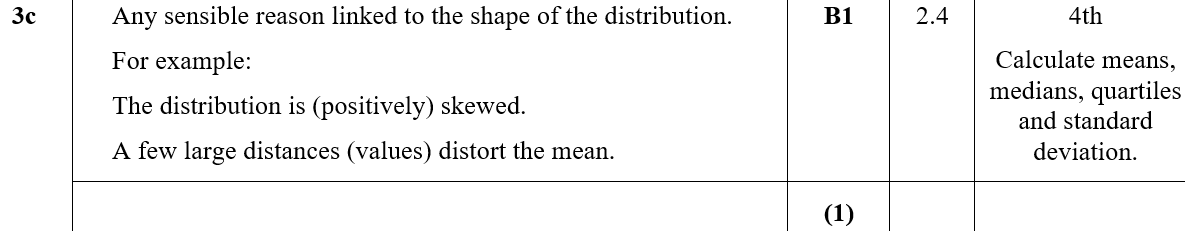 3c Any sensible reason linked to the shape of the distribution. B1 2.4 4th
For example:
The distribution is (positively) skewed.
A few large distances (values) distort the mean.
Calculate means,
medians, quartiles
and standard
deviation.
(1)